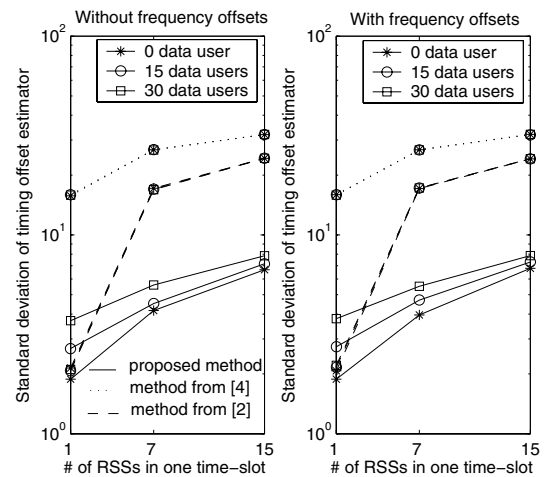 Without frequency offsets
10^2
0 data user
15 data users
30 data users
Standard deviation of timing offset estimator
10^1
proposed method
method from [4]
method from [2]
10^0
1
7
15
# of RSSs in one time-slot
With frequency offsets
10^2
0 data user
15 data users
30 data users
Standard deviation of timing offset estimator
10^1
10^0
1
7
15
# of RSSs in one time-slot